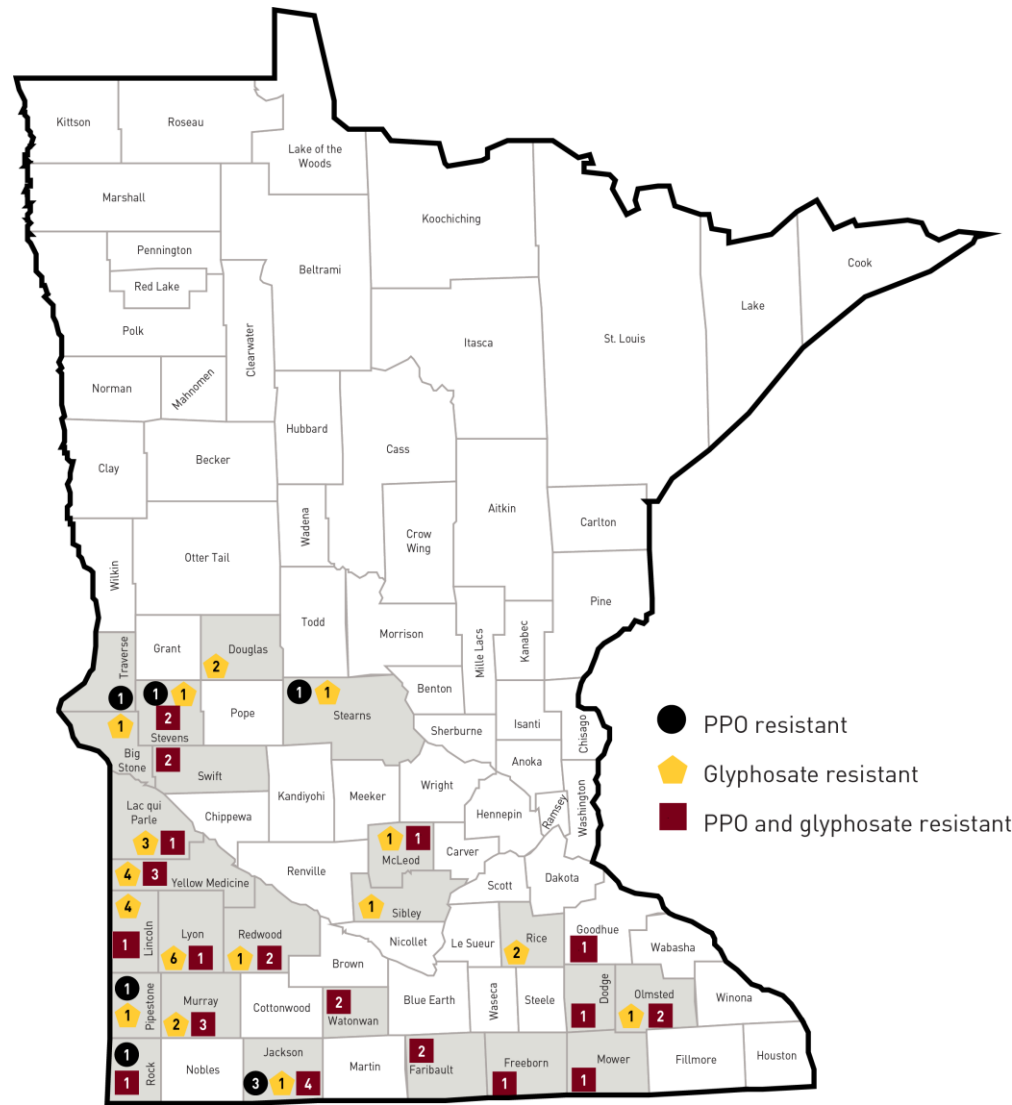 Kittson
Roseau
Lake of the
Woods
Marshall
Koochiching
Pennington
Beltrami
Cook
Red Lake
Lake
Polk
Clearwater
Itasca
St. Louis
Norman
Mahnomen
Hubbard
Cass
Clay
Becker
Aitkin
Carlton
Wadena
Crow
Wing
Otter Tail
Wilkin
Pine
Todd
Morrison
Mille Lacs
Kanabec
Traverse
Grant
Douglas
2
Benton
1
1
1
1
1
Stearns
Pope
2
Stevens
1
Isanti
Chisago
Sherburne
PPO resistant
Big
Stone
2
Swift
Anoka
Glyphosate resistant
Kandiyohi
Meeker
Wright
Ramsey
Washington
Hennepin
PPO and glyphosate resistant
Lac qui
Parle
Chippewa
3
1
1
1
McLeod
Carver
4
3
Yellow Medicine
Renville
Scott
Dakota
4
1
Sibley
1
Lincoln
Lyon
6
1
Redwood
1
2
Nicollet
Le Sueur
Rice
2
Goodhue
1
Wabasha
Brown
1
1
Pipestone
Murray
2
3
Cottonwood
2
Watonwan
Blue Earth
Waseca
Steele
Dodge
1
Olmsted
1
2
Winona
1
1
Rock
Nobles
Jackson
3
1
4
Martin
2
Faribault
Freeborn
1
Mower
1
Fillmore
Houston